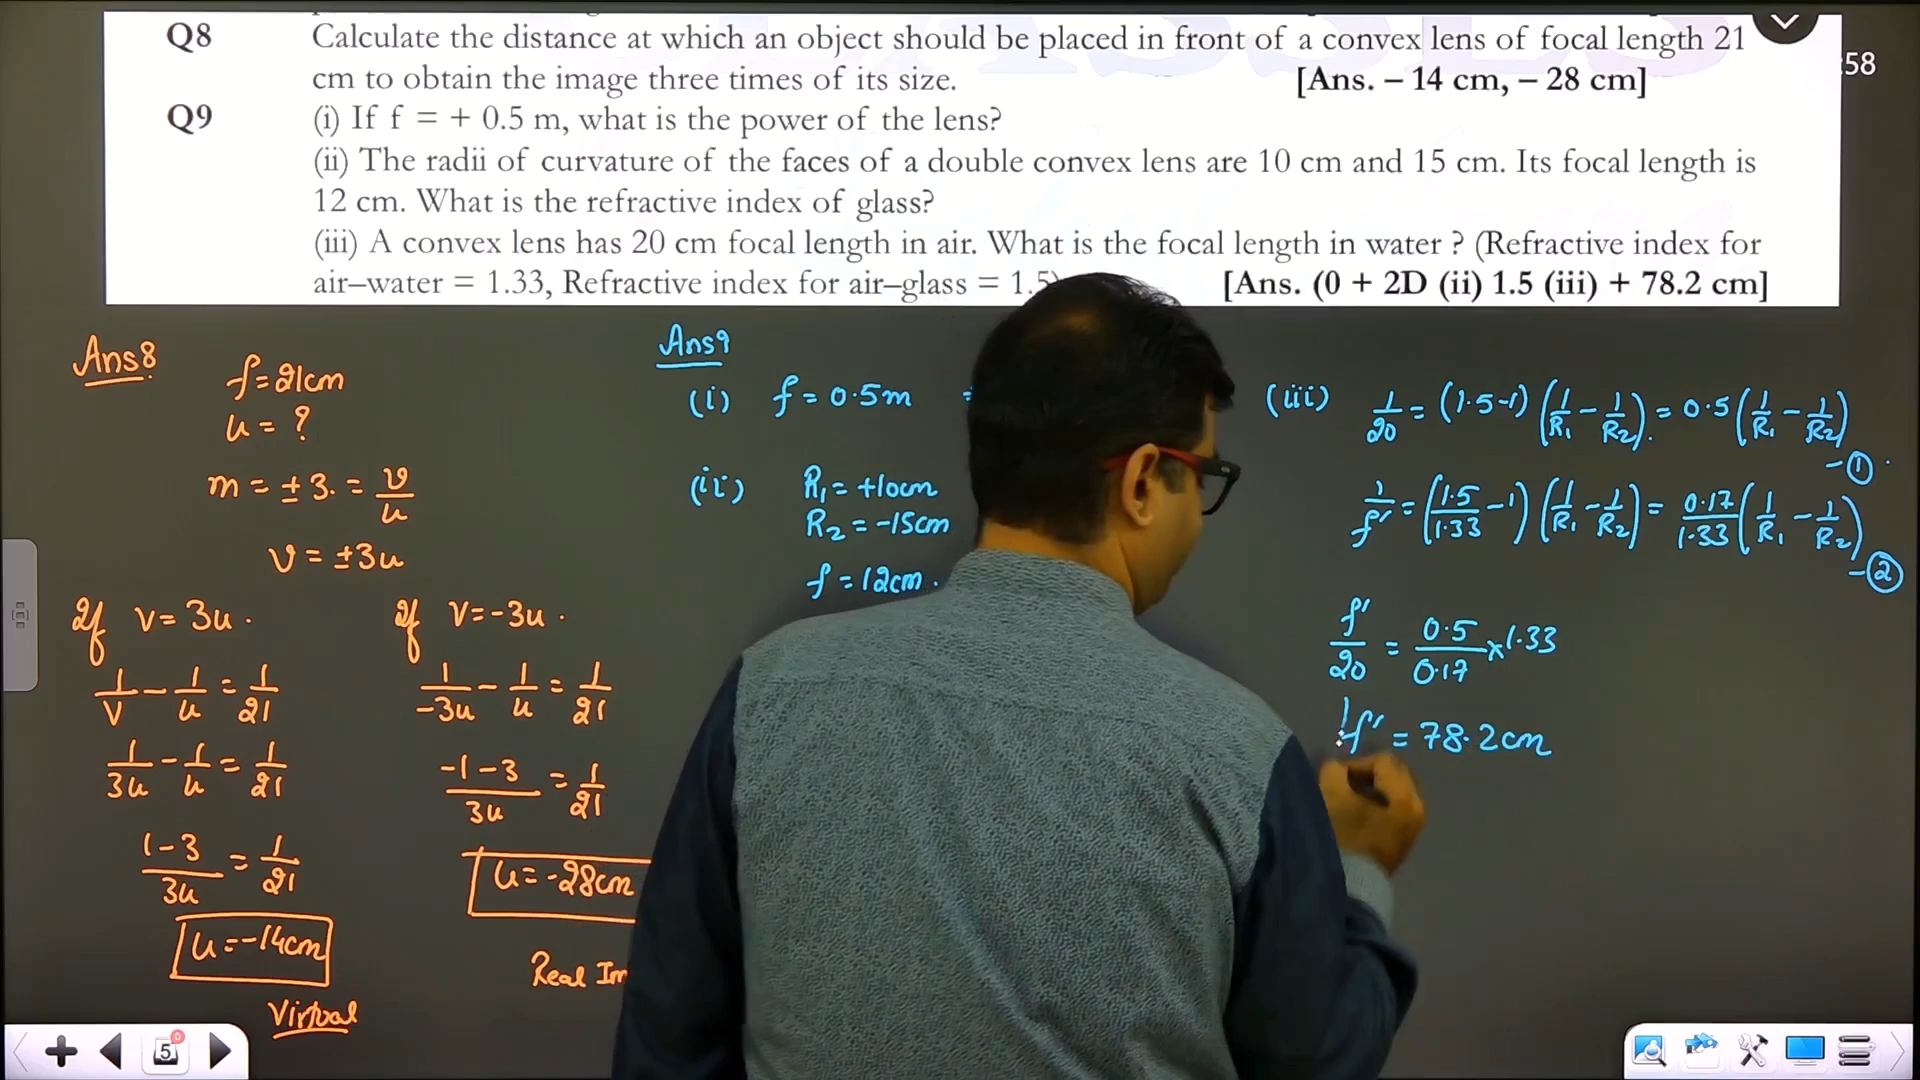 :58
Q8 Calculate the distance at which an object should be placed in front of a convex lens of focal length 21
cm to obtain the image three times of its size. [Ans. – 14 cm, – 28 cm]
Q9 (i) If f = + 0.5 m, what is the power of the lens?
(ii) The radii of curvature of the faces of a double convex lens are 10 cm and 15 cm. Its focal length is
12 cm. What is the refractive index of glass?
(iii) A convex lens has 20 cm focal length in air. What is the focal length in water ? (Refractive index for
air–water = 1.33, Refractive index for air–glass = 1.5) [Ans. (0 + 2D (ii) 1.5 (iii) + 78.2 cm]
Ans8
f = 21cm
u = ?
m = ±3. = v/u
v = ±3u
If v = 3u.
1/v – 1/u = 1/21
1/3u – 1/u = 1/21
(1–3)/3u = 1/21
u = –14cm
Virtual
If v = –3u.
1/–3u – 1/u = 1/21
(–1–3)/3u = 1/21
u = –28cm
Real Im
Ans9
(i) f = 0.5m
(ii) R₁ = +10cm
R₂ = –15cm
f = 12cm.
(iii) 1/20 = (1.5–1)(1/R₁ – 1/R₂). = 0.5(1/R₁ – 1/R₂)
–①.
1/f' = (1.5/1.33 – 1)(1/R₁ – 1/R₂) = 0.17/1.33(1/R₁ – 1/R₂)
–②
f'/20 = 0.5/0.17 × 1.33
f' = 78.2cm
5
0